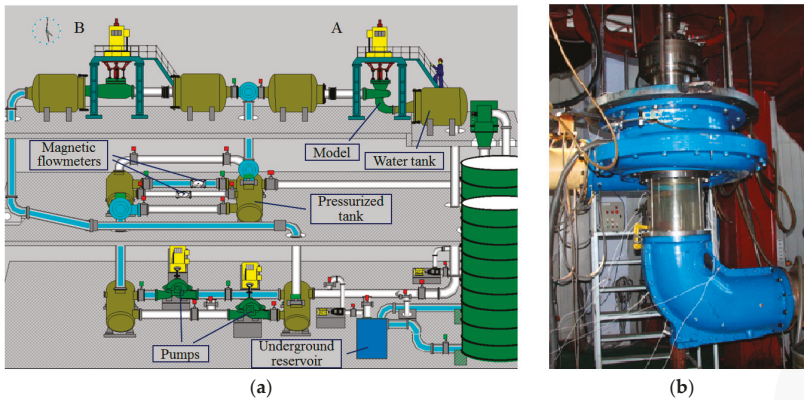 B
A
Magnetic
flowmeters
Model
Water tank
Pressurized
tank
Pumps
Underground
reservoir
(a)
(b)